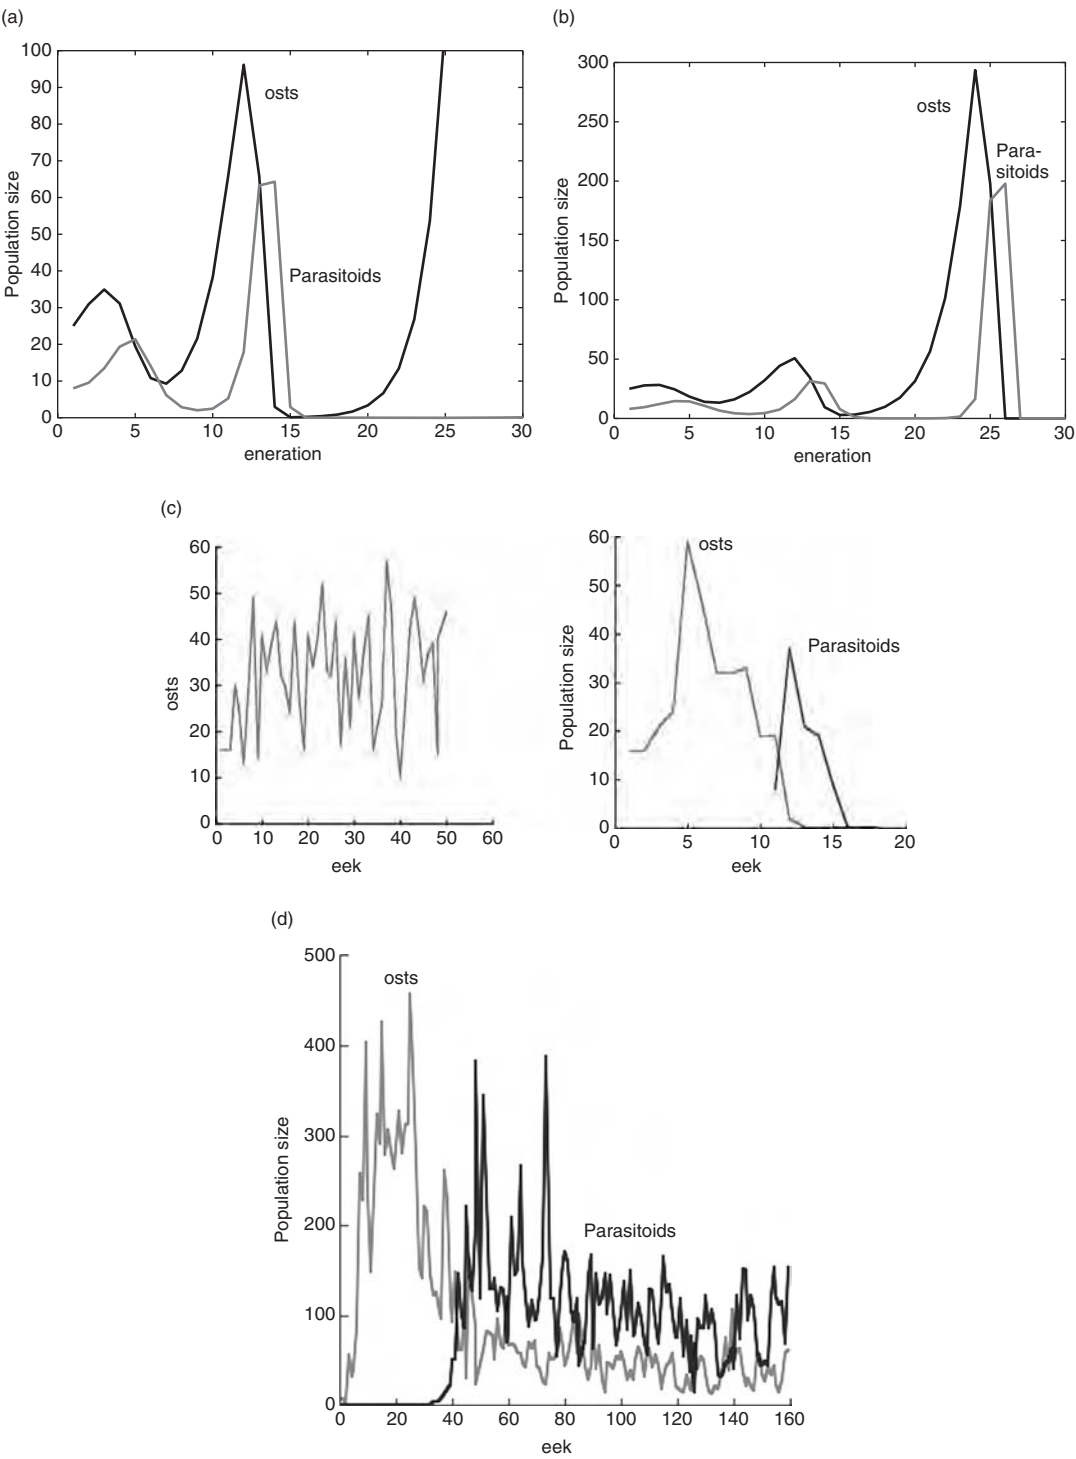 (a)
100
90
80
70
60
50
40
30
20
10
0
Population size
osts
Parasitoids
0 5 10 15 20 25 30
eneration
(b)
300
250
200
150
100
50
0
Population size
osts
Para-
sitoids
0 5 10 15 20 25 30
eneration
(c)
60
50
40
30
20
10
0
osts
0 10 20 30 40 50 60
eek
60
50
40
30
20
10
0
Population size
osts
Parasitoids
0 5 10 15 20
eek
(d)
500
400
300
200
100
0
Population size
osts
Parasitoids
0 20 40 60 80 100 120 140 160
eek